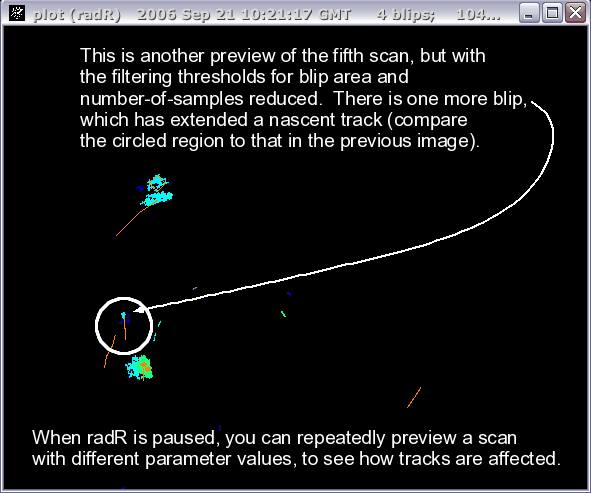 plot (radR)   2006 Sep 21 10:21:17 GMT     4 blips;    104...
This is another preview of the fifth scan, but with
the filtering thresholds for blip area and
number-of-samples reduced.  There is one more blip,
which has extended a nascent track (compare
the circled region to that in the previous image).
When radR is paused, you can repeatedly preview a scan
with different parameter values, to see how tracks are affected.